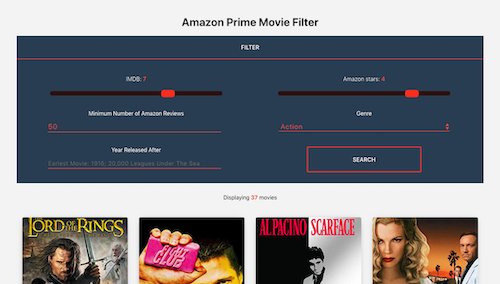 Amazon Prime Movie Filter
FILTER
IMDB: 7
Amazon stars: 4
Minimum Number of Amazon Reviews
50
Genre
Action
Year Released After
Earliest Movie: 1916, 20,000 Leagues Under The Sea
SEARCH
Displaying 37 movies
LORD OF THE RINGS
FIGHT CLUB
AL PACINO SCARFACE